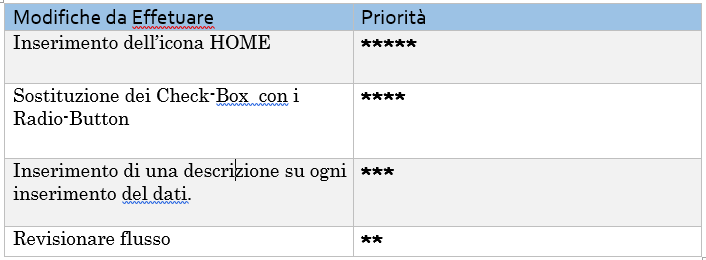 Modifiche da Effetuare Priorità
Inserimento dell'icona HOME *****
Sostituzione dei Check-Box  con i ****
Radio-Button
Inserimento di una descrizione su ogni ***
inserimento del dati.
Revisionare flusso **